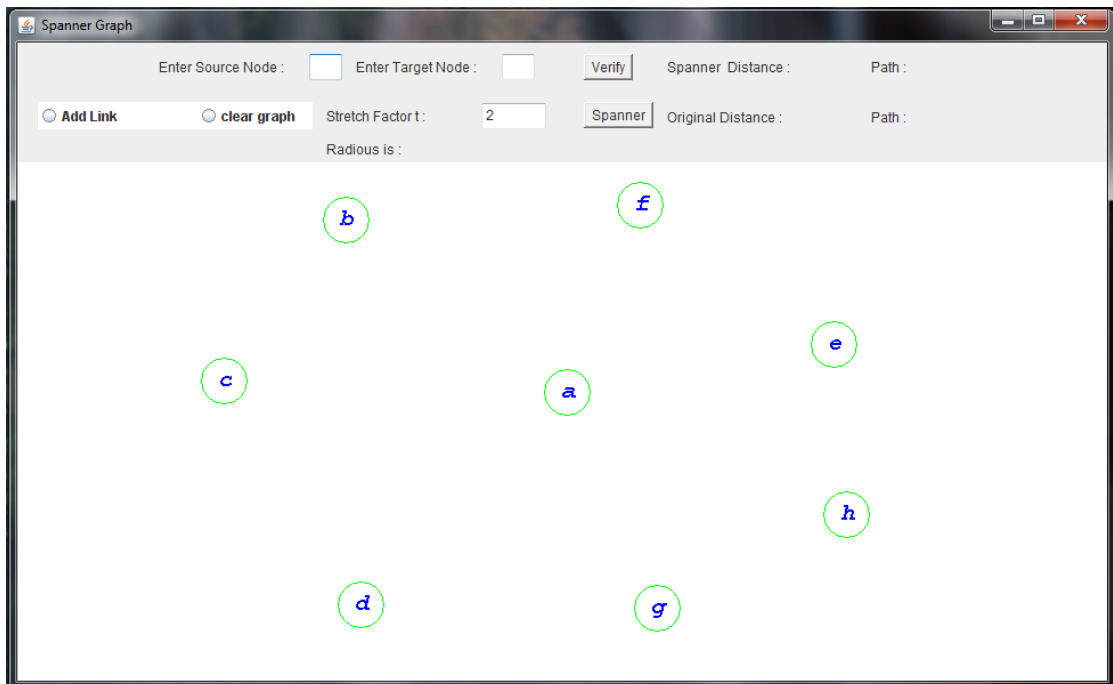 Spanner Graph
Enter Source Node : Enter Target Node : Verify Spanner Distance : Path :
Add Link clear graph Stretch Factor t : 2 Spanner Original Distance : Path :
Radious is :
b f
e
c a
h
d g